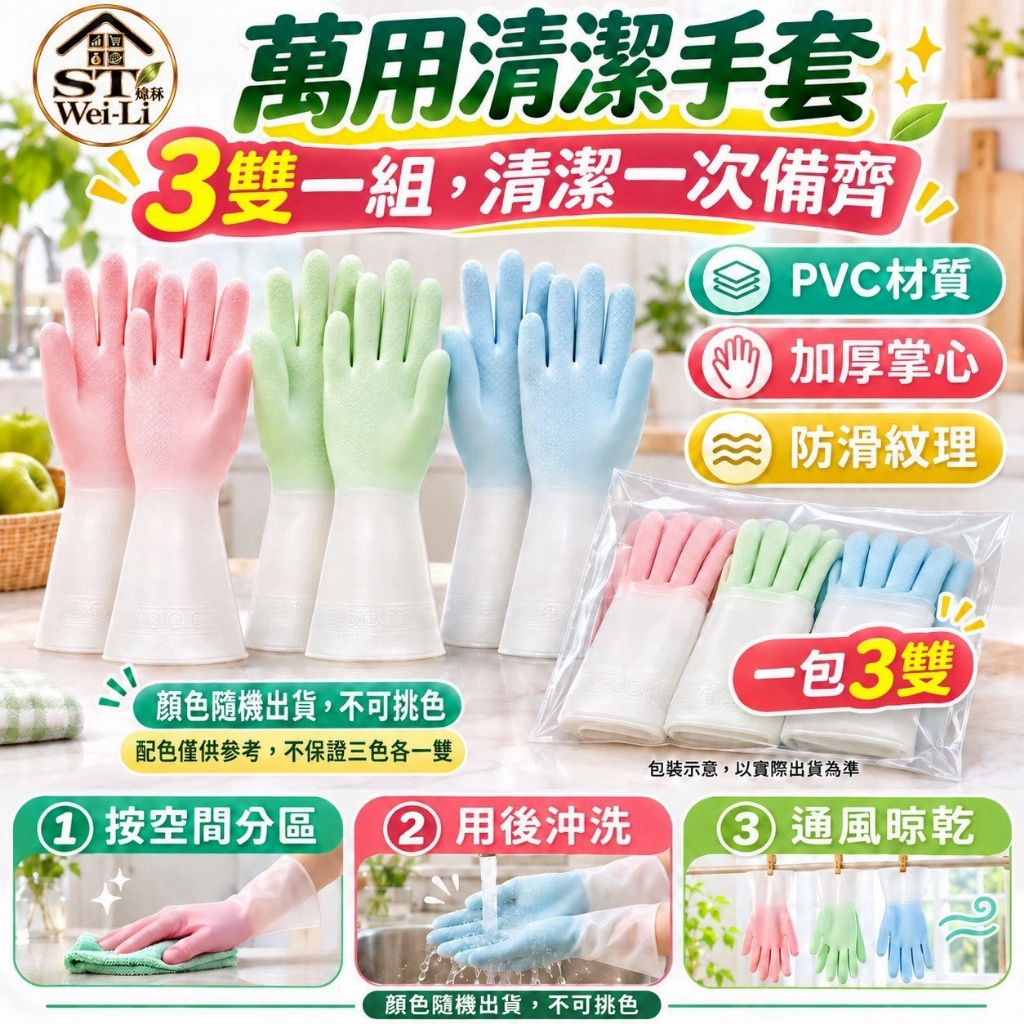 ST
煒秝
Wei-Li
萬用清潔手套
3雙一組，清潔一次備齊
PVC材質
加厚掌心
防滑紋理
一包3雙
顏色隨機出貨，不可挑色
配色僅供參考，不保證三色各一雙
包裝示意，以實際出貨為準
1 按空間分區
2 用後沖洗
3 通風晾乾
顏色隨機出貨，不可挑色